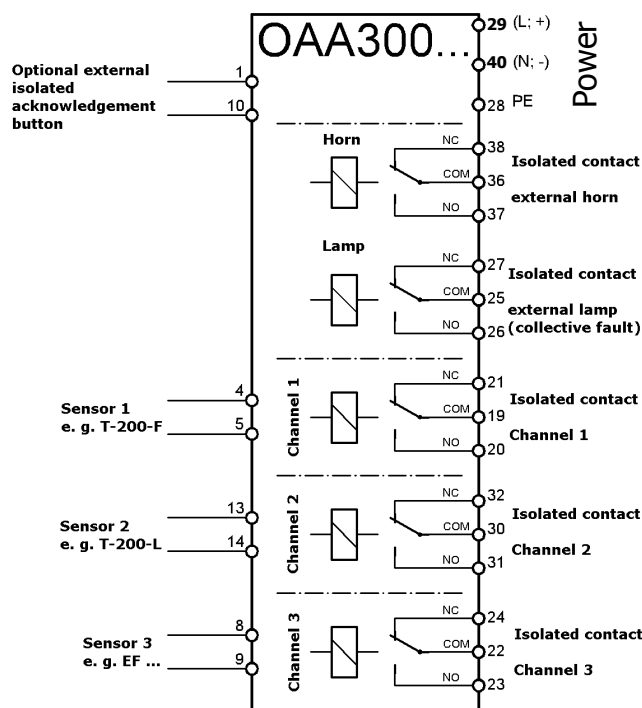 OAA300...
29 (L; +)
40 (N; -)
28 PE
Power
Optional external
isolated
acknowledgement
button
1
10
Horn
NC
38
COM
36
NO
37
Isolated contact
external horn
Lamp
NC
27
COM
25
NO
26
Isolated contact
external lamp
(collective fault)
Sensor 1
e. g. T-200-F
4
5
Channel 1
NC
21
COM
19
NO
20
Isolated contact
Channel 1
Sensor 2
e. g. T-200-L
13
14
Channel 2
NC
32
COM
30
NO
31
Isolated contact
Channel 2
Sensor 3
e. g. EF ...
8
9
Channel 3
NC
24
COM
22
NO
23
Isolated contact
Channel 3